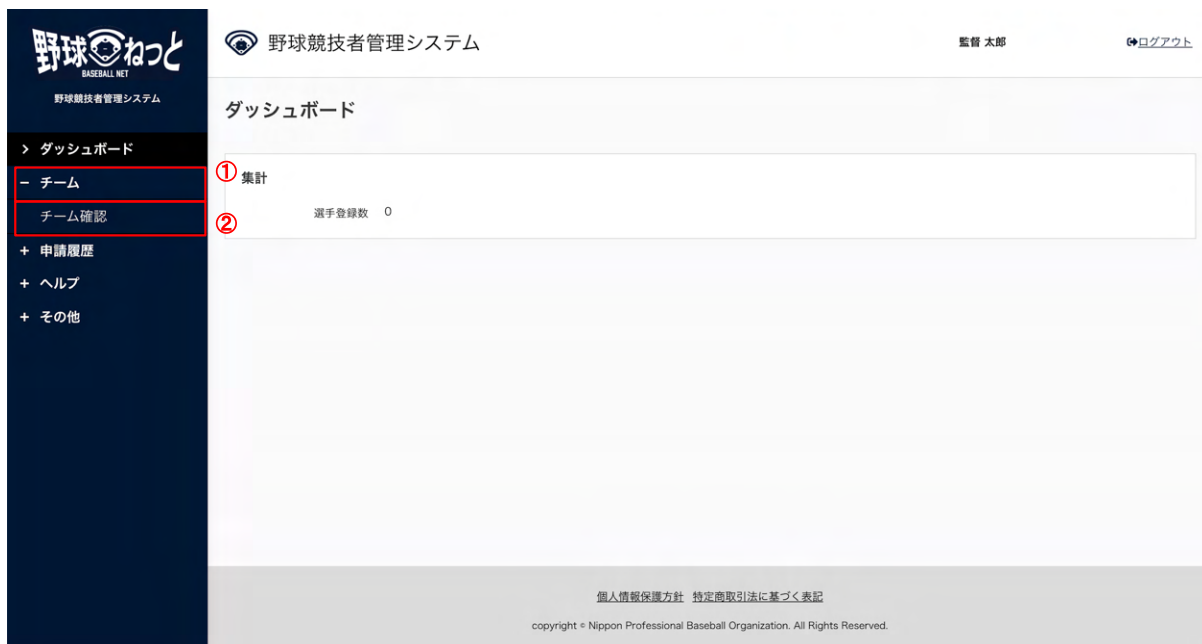 野球ねっと
BASEBALL NET
野球競技者管理システム
> ダッシュボード
− チーム
チーム確認
+ 申請履歴
+ ヘルプ
+ その他
野球競技者管理システム
監督 太郎
ログアウト
ダッシュボード
①
集計
選手登録数 0
②
個人情報保護方針 特定商取引法に基づく表記
copyright © Nippon Professional Baseball Organization. All Rights Reserved.